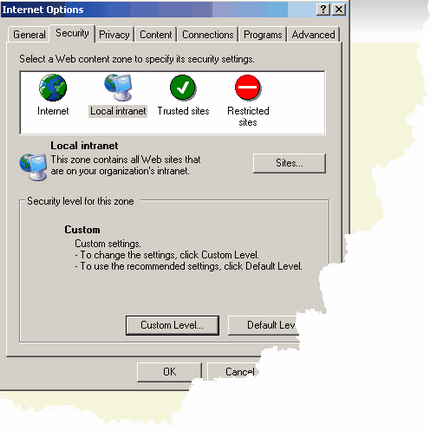 Internet Options
General Security Privacy Content Connections Programs Advanced
Select a Web content zone to specify its security settings.
Internet Local intranet Trusted sites Restricted
sites
Local intranet
This zone contains all Web sites that
are on your organization's intranet.
Sites...
Security level for this zone
Custom
Custom settings.
- To change the settings, click Custom Level.
- To use the recommended settings, click Default Level.
Custom Level... Default Lev
OK Cancel